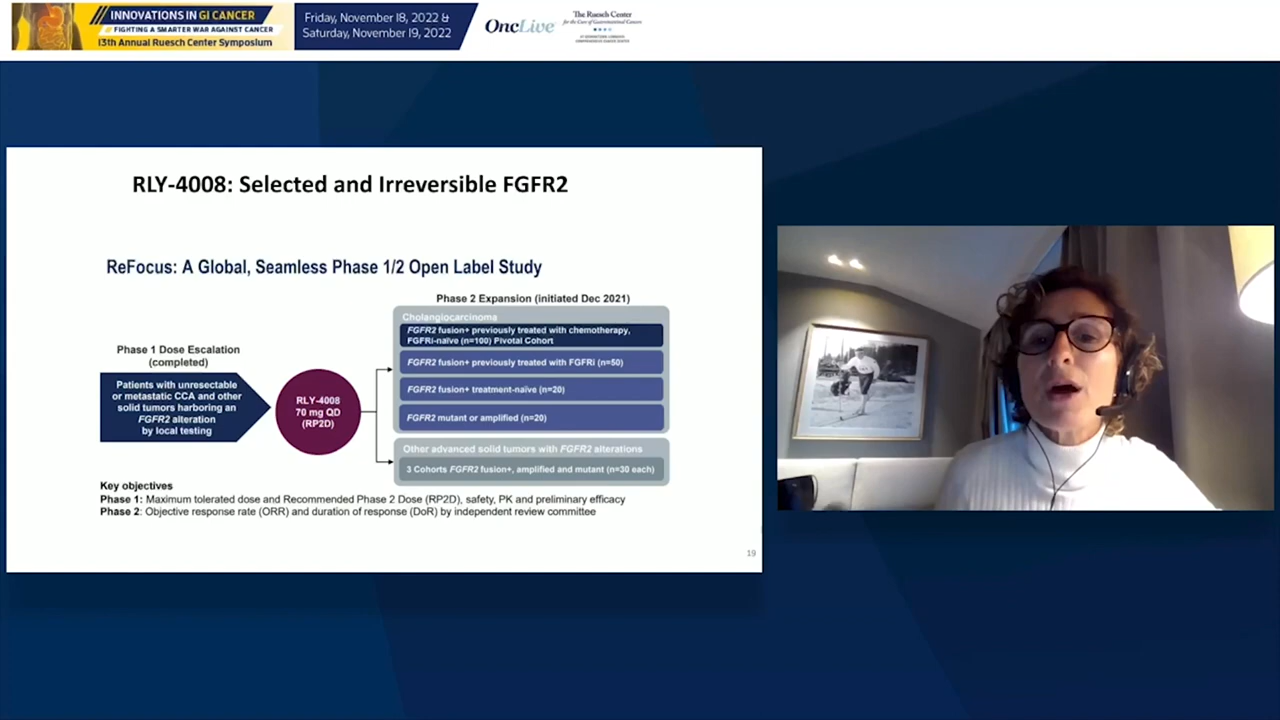 INNOVATIONS IN GI CANCER
FIGHTING A SMARTER WAR AGAINST CANCER
13th Annual Ruesch Center Symposium
Friday, November 18, 2022 &
Saturday, November 19, 2022
OncLive
The Ruesch Center
for the Cure of Gastrointestinal Cancers
RLY-4008: Selected and Irreversible FGFR2
ReFocus: A Global, Seamless Phase 1/2 Open Label Study
Phase 2 Expansion (initiated Dec 2021)
Cholangiocarcinoma
FGFR2 fusion+ previously treated with chemotherapy,
FGFRi-naïve (n=100) Pivotal Cohort
FGFR2 fusion+ previously treated with FGFRi (n=50)
FGFR2 fusion+ treatment-naïve (n=20)
FGFR2 mutant or amplified (n=20)
Other advanced solid tumors with FGFR2 alterations
3 Cohorts FGFR2 fusion+, amplified and mutant (n=30 each)
Phase 1 Dose Escalation
(completed)
Patients with unresectable
or metastatic CCA and other
solid tumors harboring an
FGFR2 alteration
by local testing
RLY-4008
70 mg QD
(RP2D)
Key objectives
Phase 1: Maximum tolerated dose and Recommended Phase 2 Dose (RP2D), safety, PK and preliminary efficacy
Phase 2: Objective response rate (ORR) and duration of response (DoR) by independent review committee
19